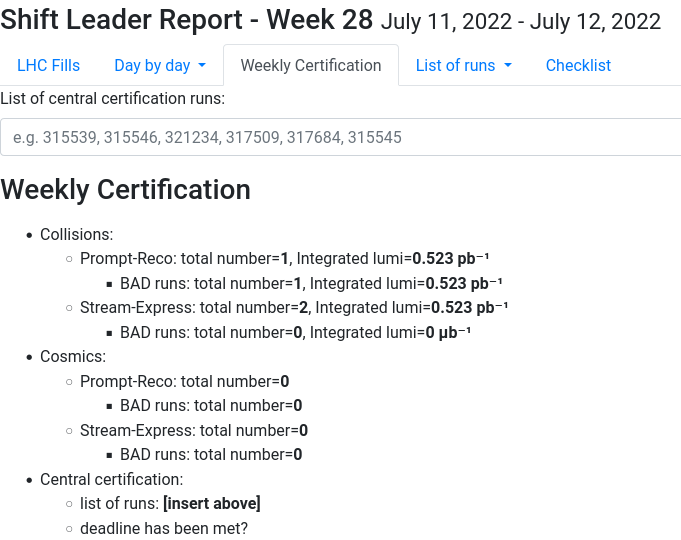 Shift Leader Report - Week 28 July 11, 2022 - July 12, 2022
LHC Fills Day by day Weekly Certification List of runs Checklist
List of central certification runs:
e.g. 315539, 315546, 321234, 317509, 317684, 315545
Weekly Certification
• Collisions:
○ Prompt-Reco: total number=1, Integrated lumi=0.523 pb⁻¹
▪ BAD runs: total number=1, Integrated lumi=0.523 pb⁻¹
○ Stream-Express: total number=2, Integrated lumi=0.523 pb⁻¹
▪ BAD runs: total number=0, Integrated lumi=0 μb⁻¹
• Cosmics:
○ Prompt-Reco: total number=0
▪ BAD runs: total number=0
○ Stream-Express: total number=0
▪ BAD runs: total number=0
• Central certification:
○ list of runs: [insert above]
○ deadline has been met?